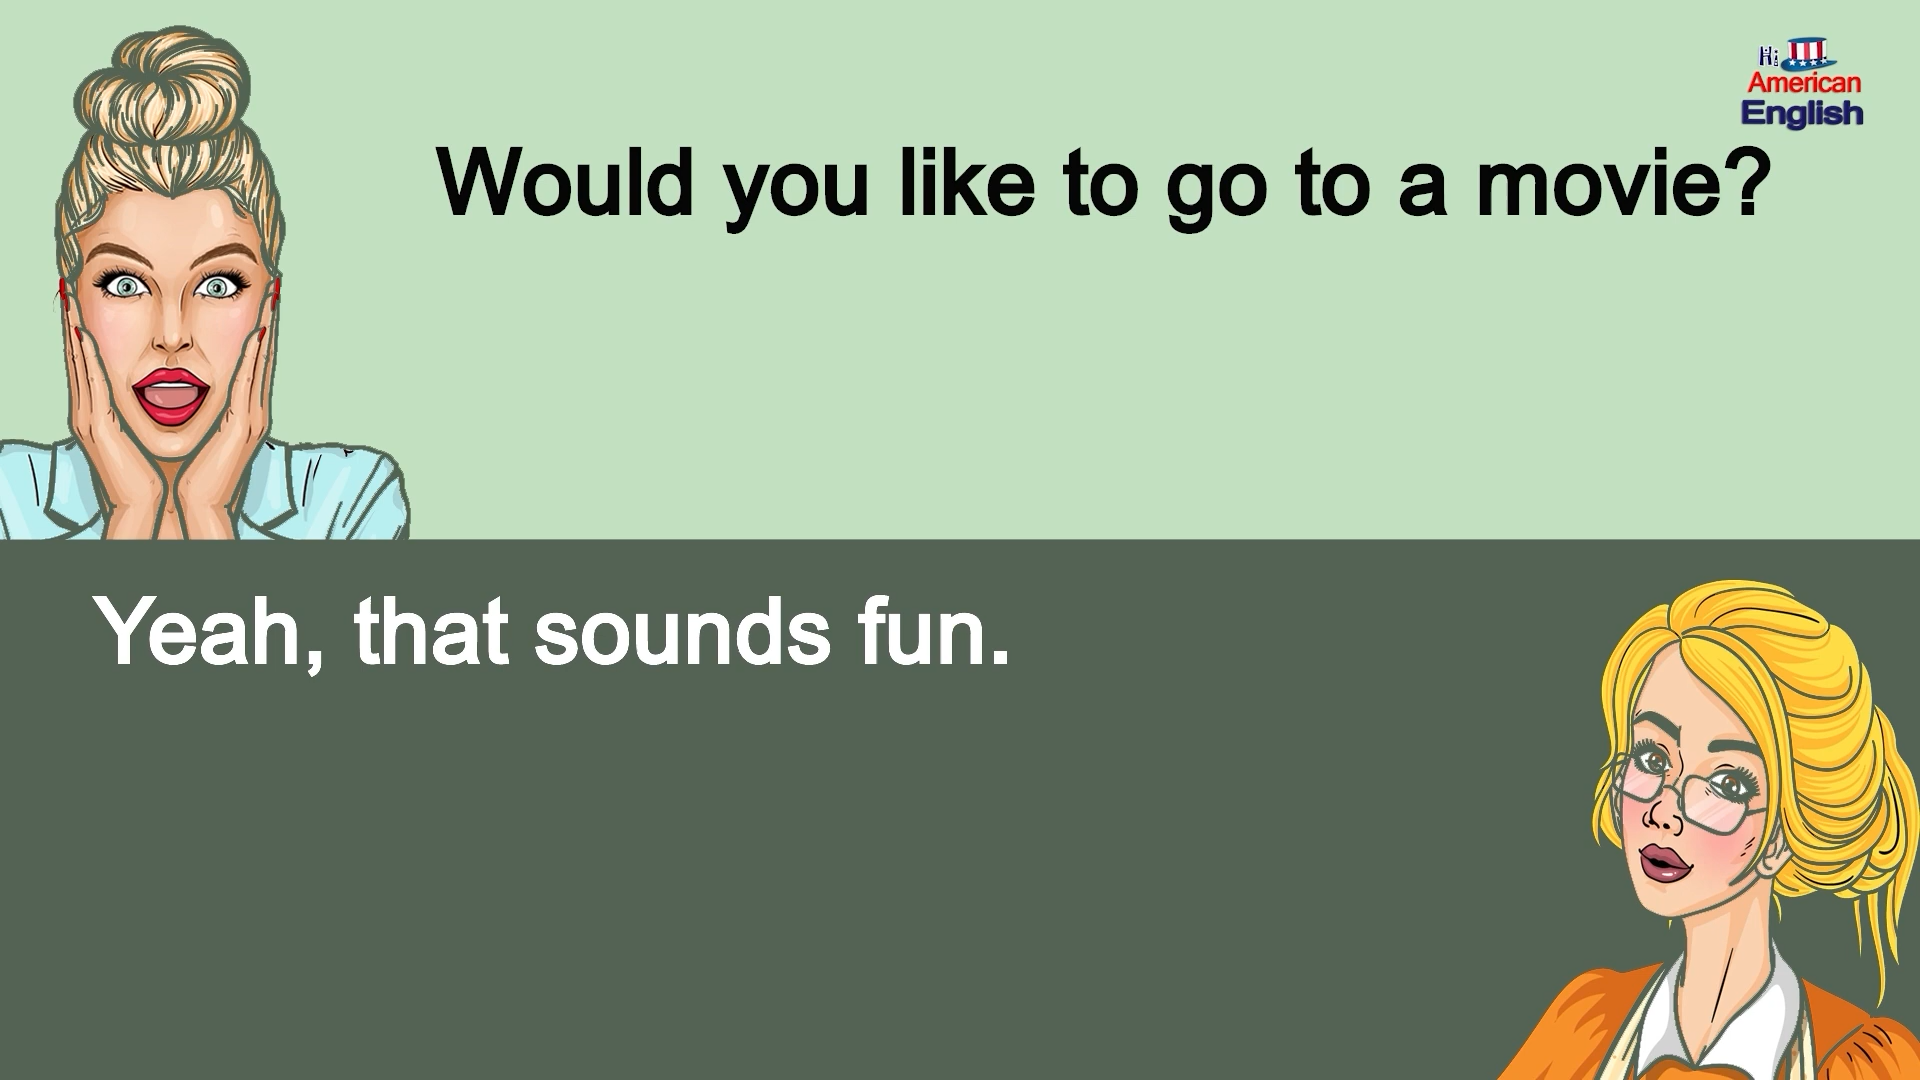 Hi
American
English
Would you like to go to a movie?
Yeah, that sounds fun.